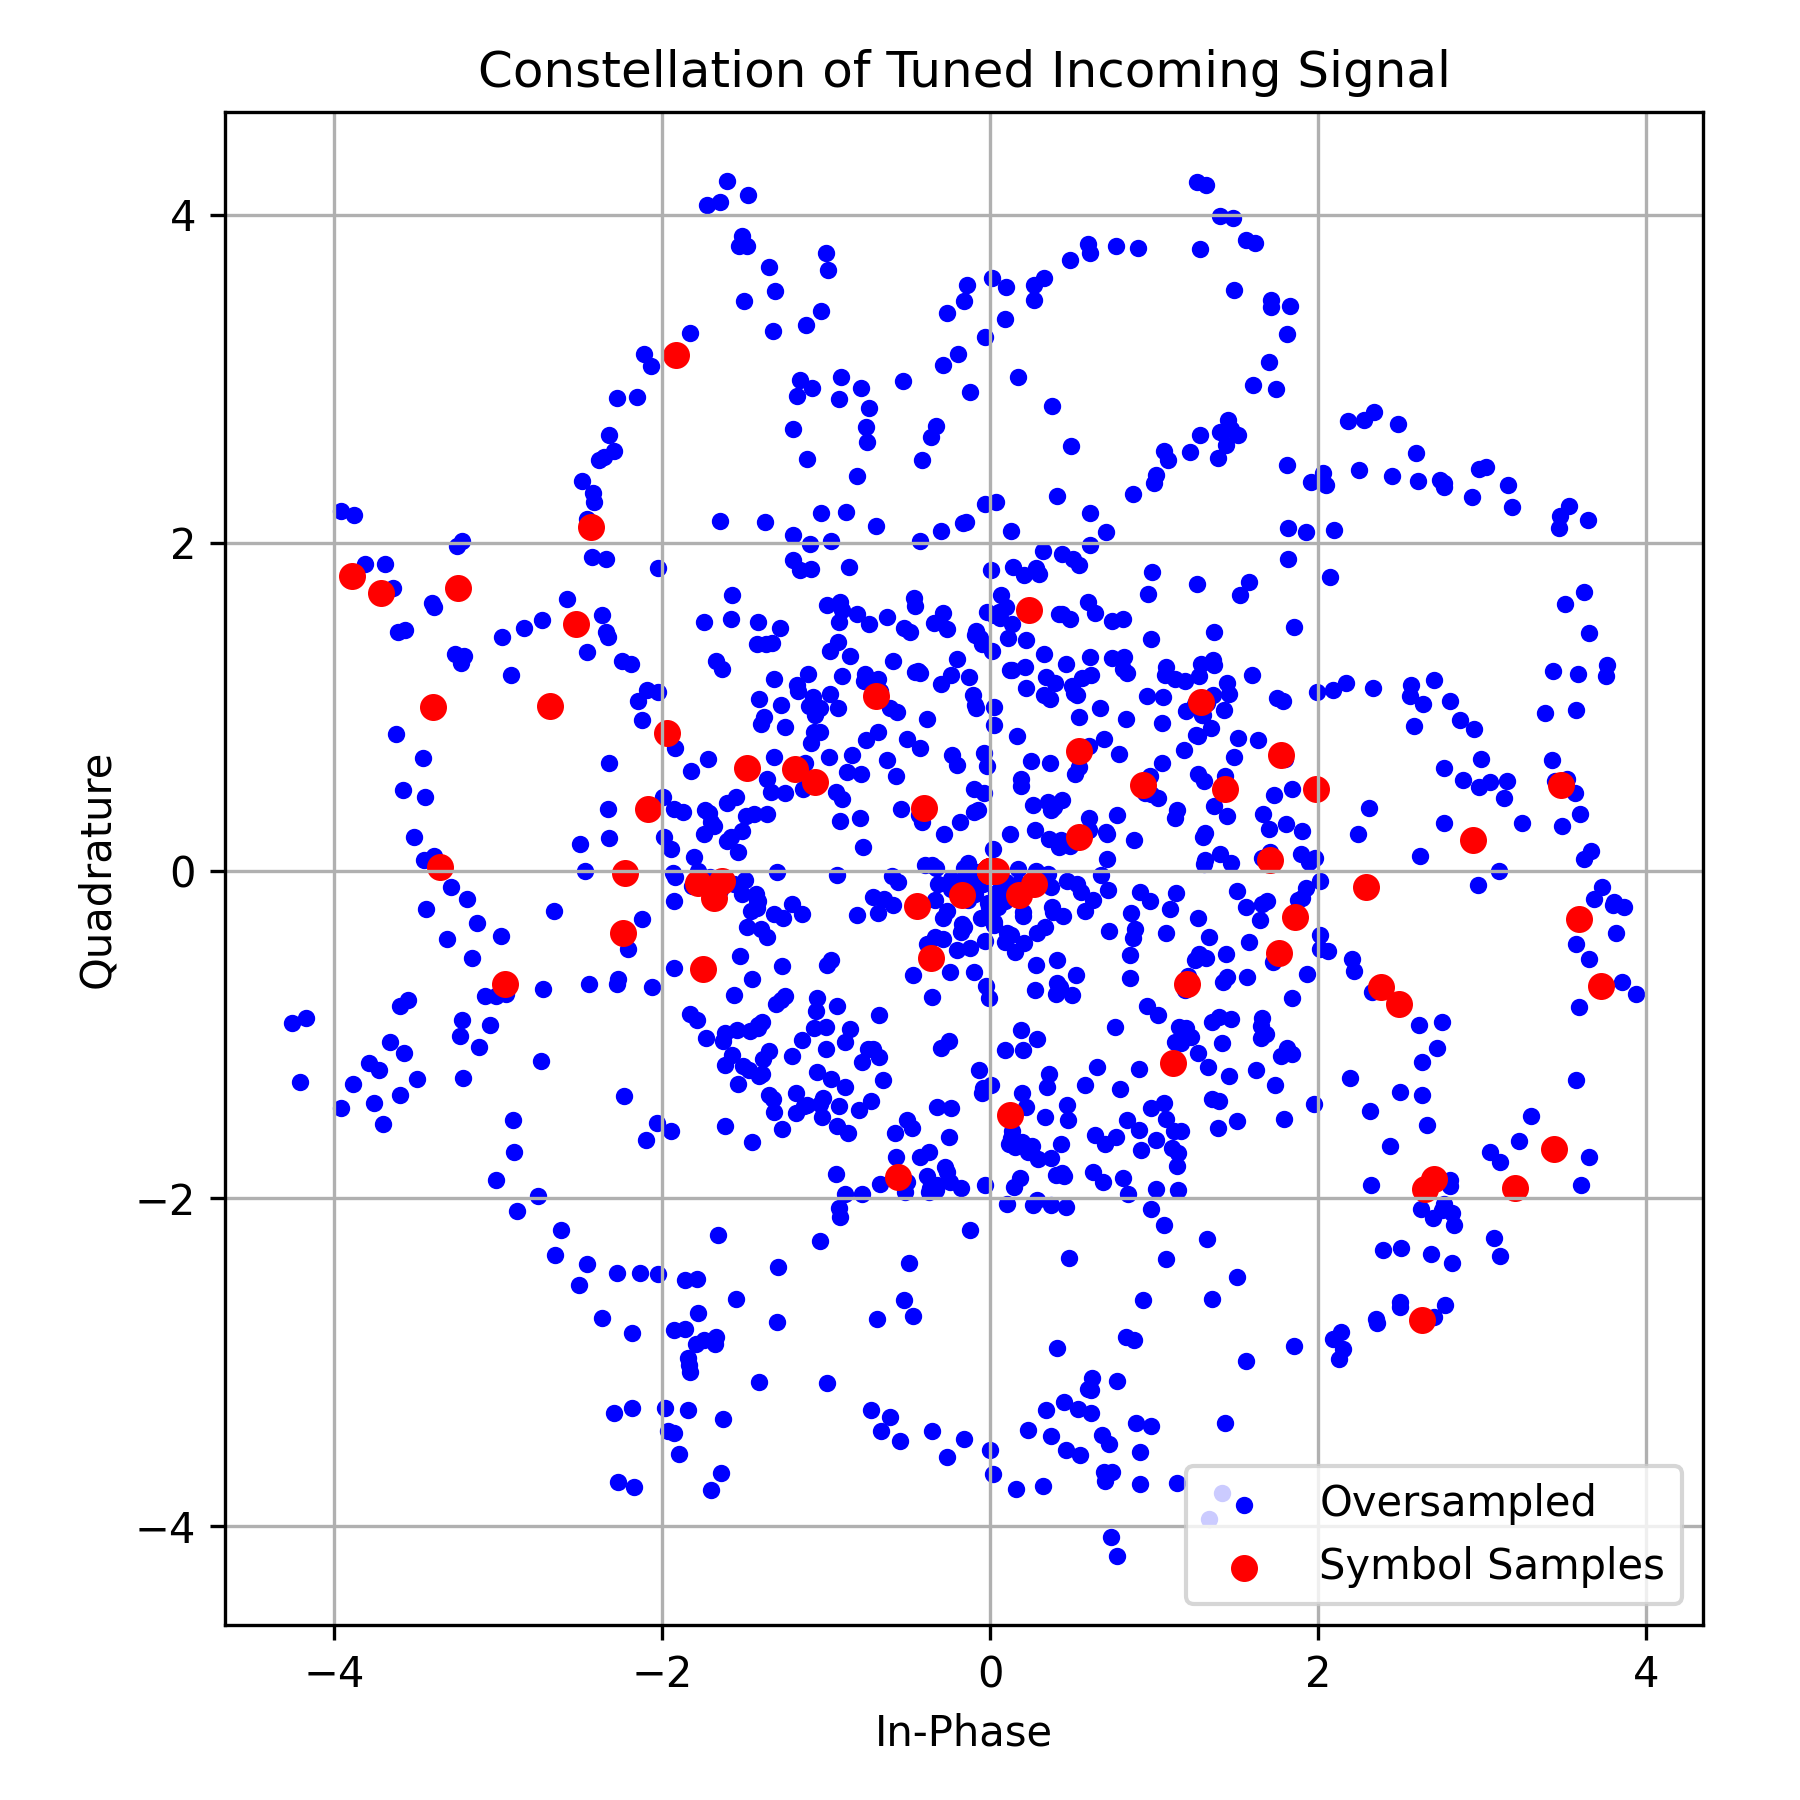 Constellation of Tuned Incoming Signal
4
2
0
−2
−4
Quadrature
−4
−2
0
2
4
In-Phase
Oversampled
Symbol Samples